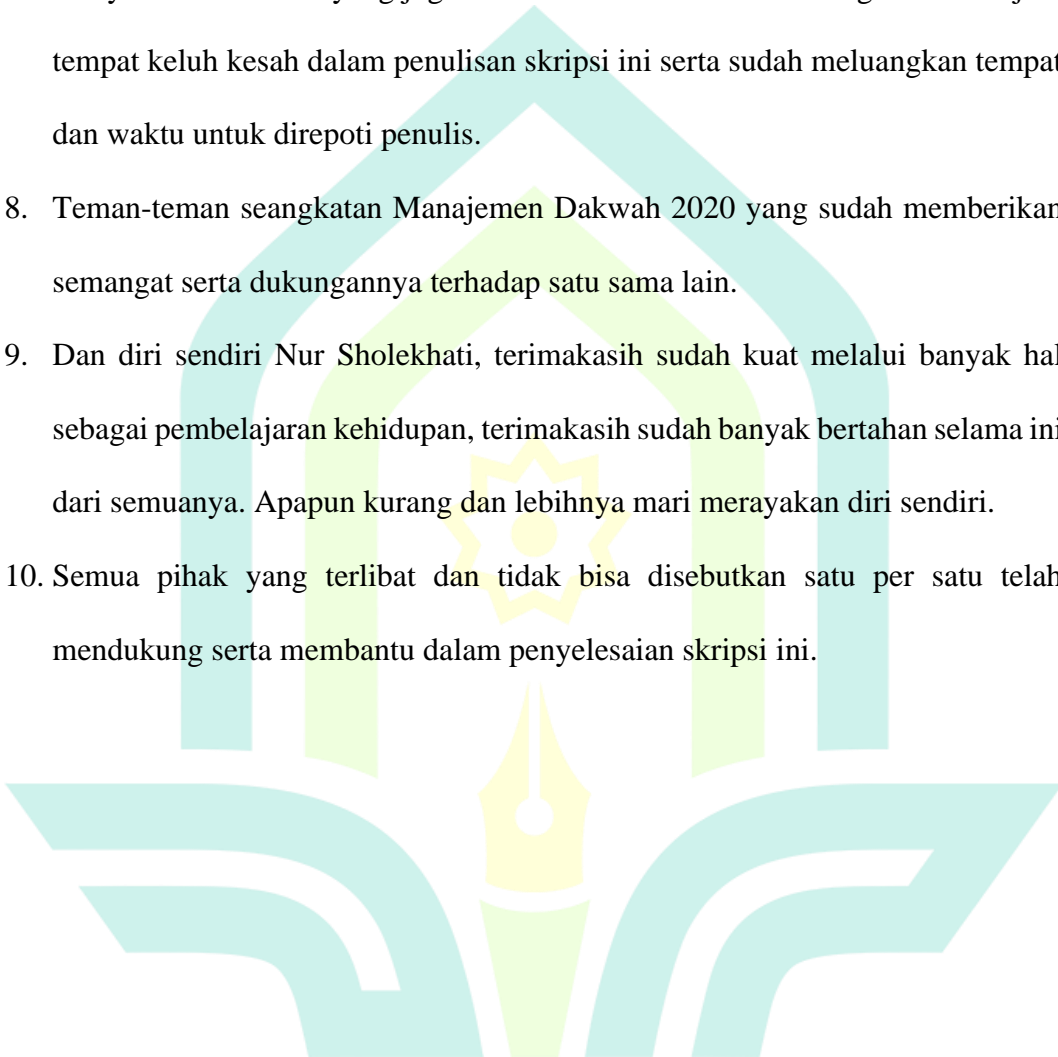 tempat keluh kesah dalam penulisan skripsi ini serta sudah meluangkan tempat
dan waktu untuk direpoti penulis.
8. Teman-teman seangkatan Manajemen Dakwah 2020 yang sudah memberikan
semangat serta dukungannya terhadap satu sama lain.
9. Dan diri sendiri Nur Sholekhati, terimakasih sudah kuat melalui banyak hal
sebagai pembelajaran kehidupan, terimakasih sudah banyak bertahan selama ini
dari semuanya. Apapun kurang dan lebihnya mari merayakan diri sendiri.
10. Semua pihak yang terlibat dan tidak bisa disebutkan satu per satu telah
mendukung serta membantu dalam penyelesaian skripsi ini.